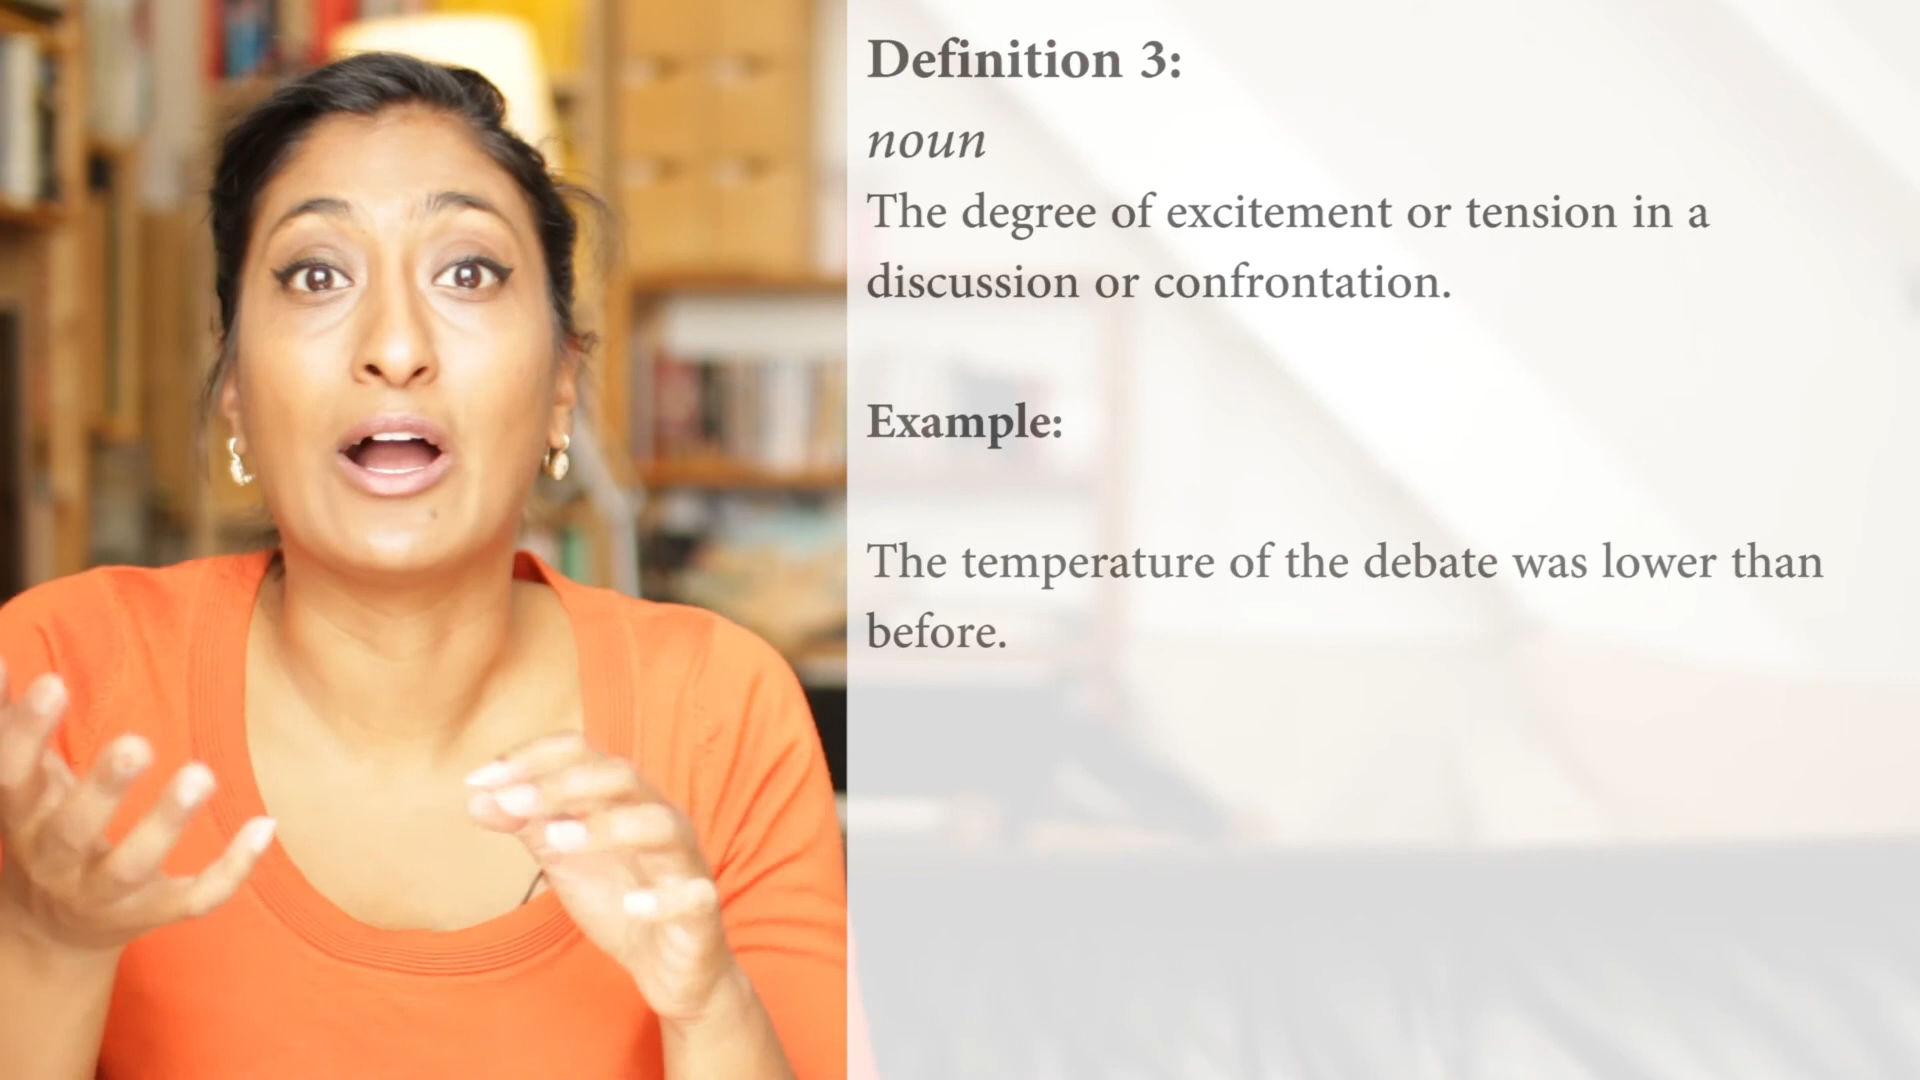 Definition 3:
noun
The degree of excitement or tension in a
discussion or confrontation.
Example:
The temperature of the debate was lower than
before.